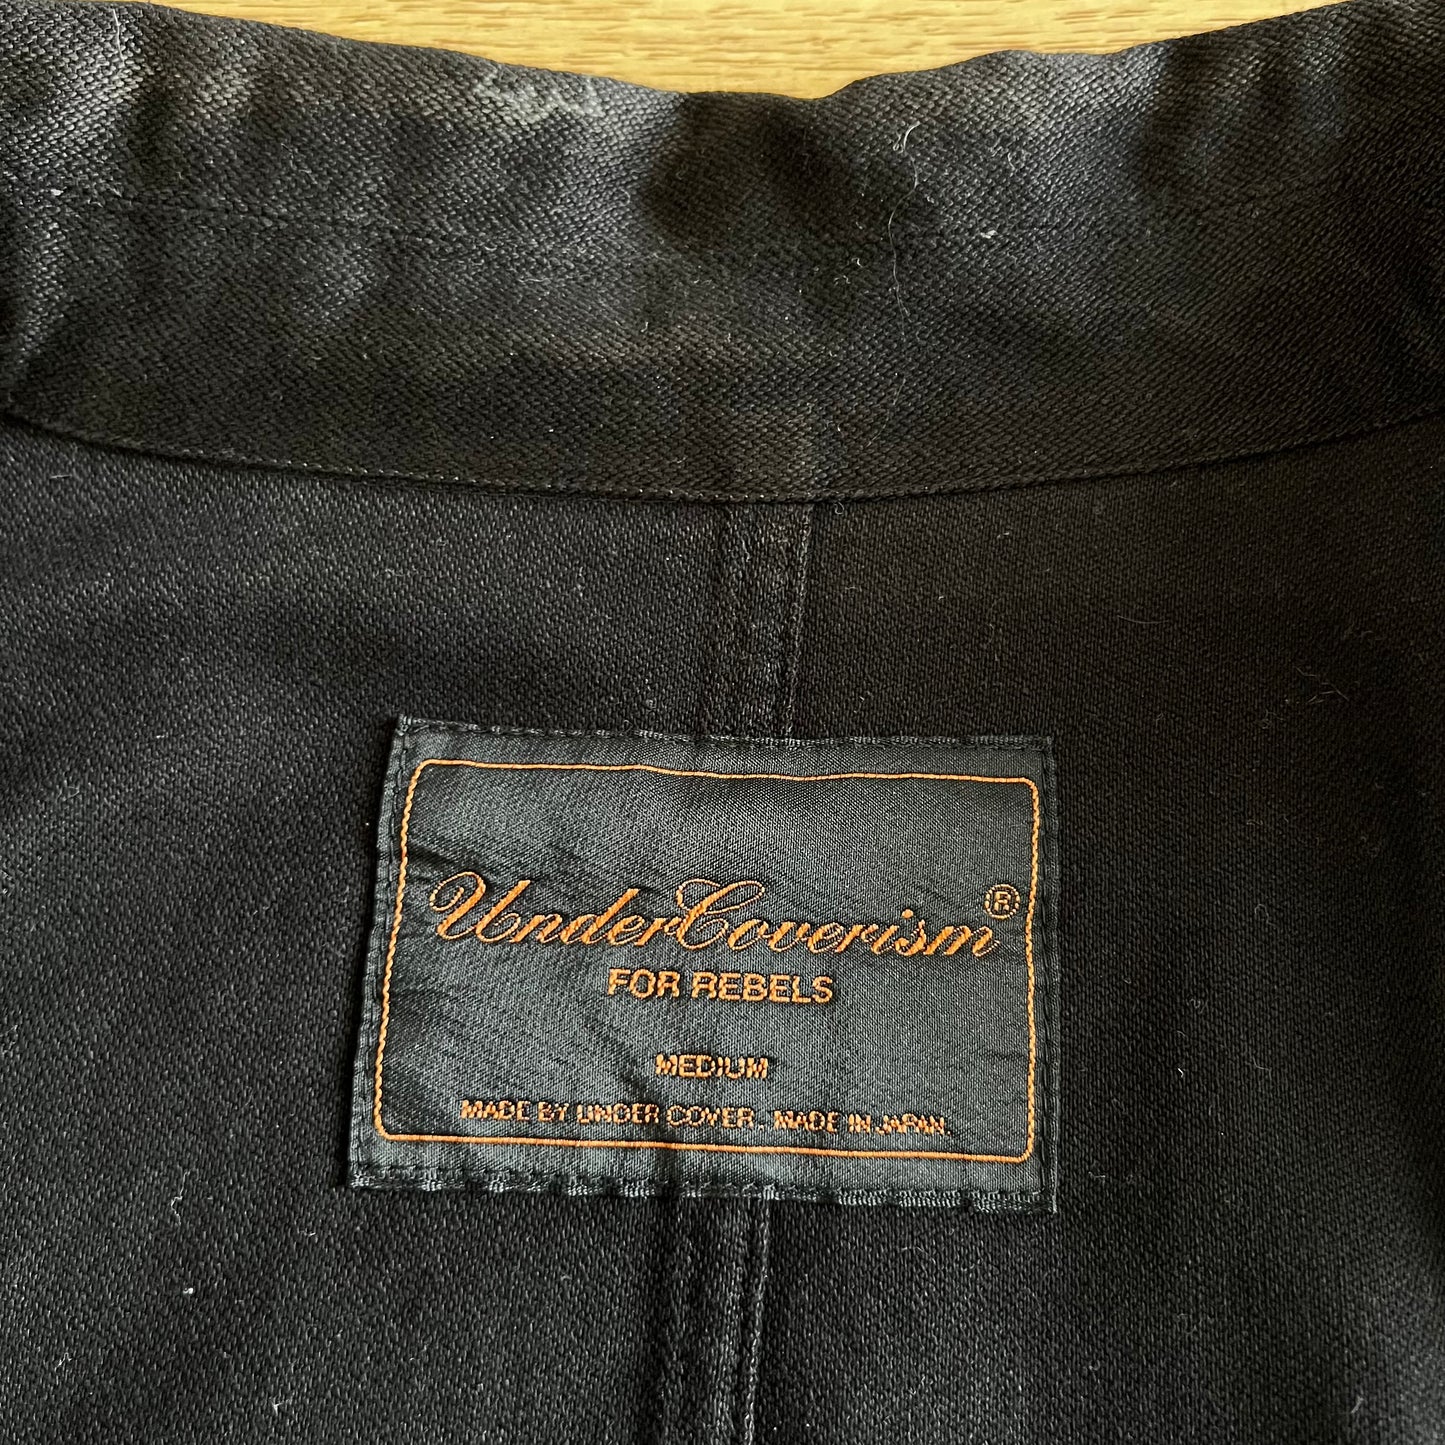 UnderCoverism®
FOR REBELS
MEDIUM
MADE BY UNDER COVER. MADE IN JAPAN.